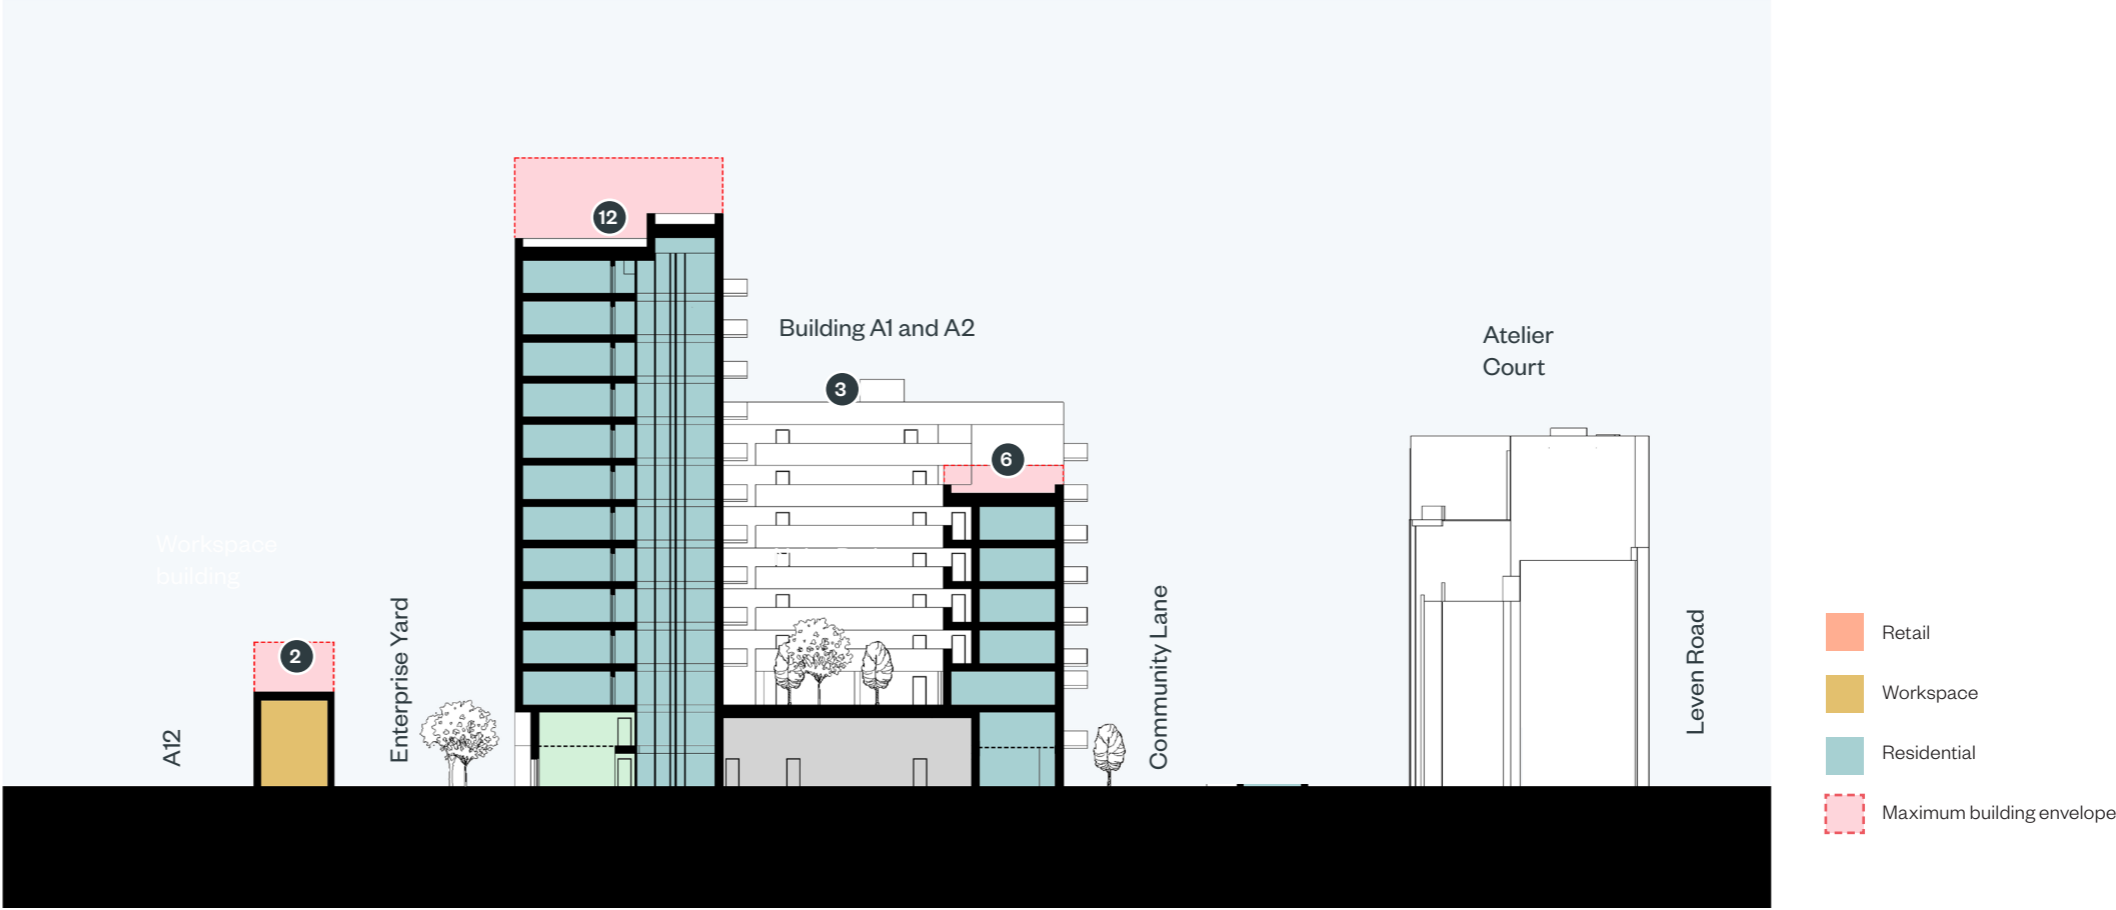 12
Building A1 and A2
Atelier
Court
3
6
Workspace
building
2
A12
Enterprise Yard
Community Lane
Leven Road
Retail
Workspace
Residential
Maximum building envelope